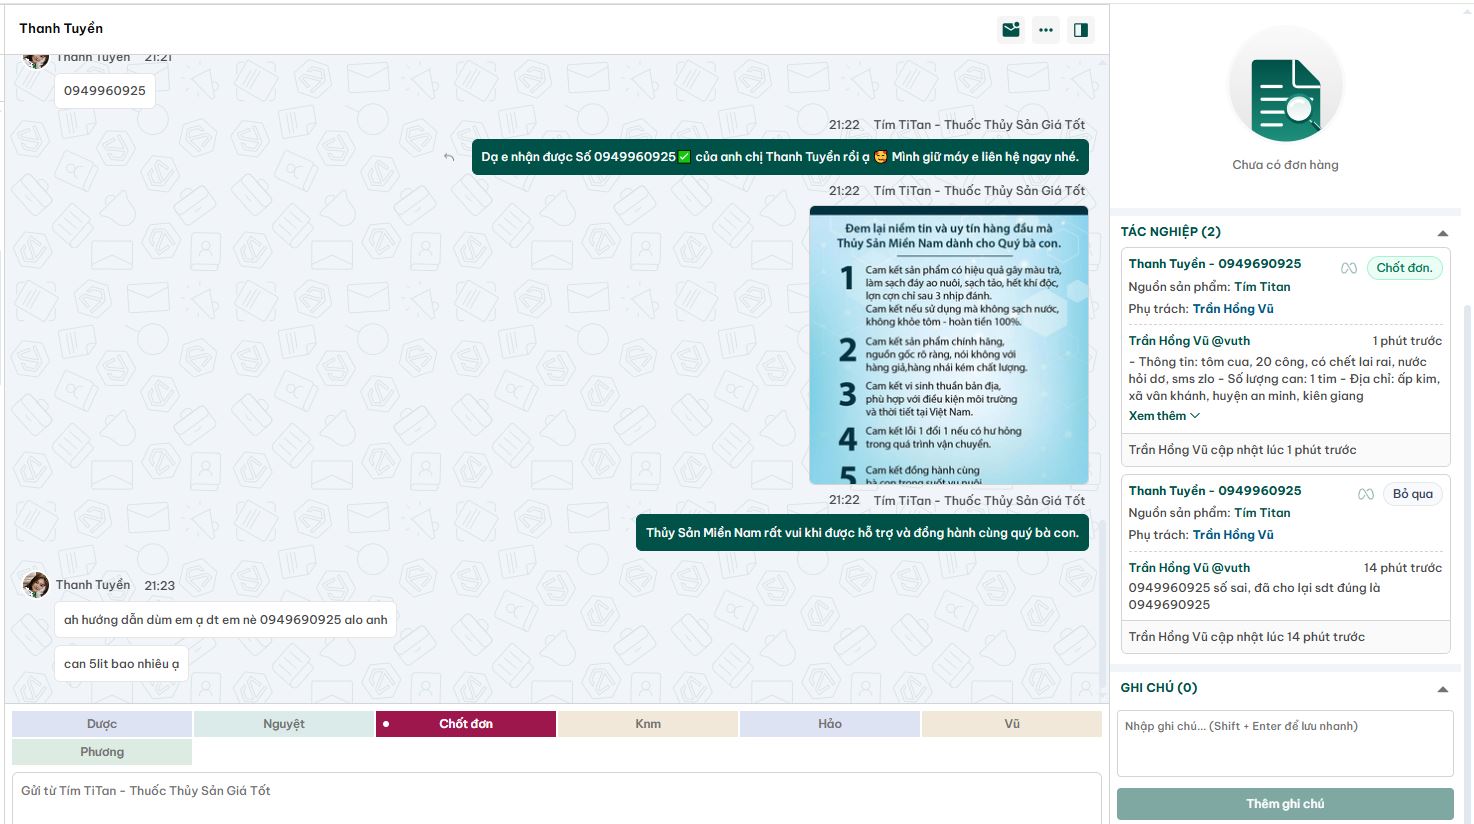 Thanh Tuyền
Thanh Tuyền 21:21
0949960925
21:22 Tím TiTan - Thuốc Thủy Sản Giá Tốt
Dạ e nhận được Số 0949960925✅ của anh chị Thanh Tuyền rồi ạ 🥰 Mình giữ máy e liên hệ ngay nhé.
21:22 Tím TiTan - Thuốc Thủy Sản Giá Tốt
Đem lại niềm tin và uy tín hàng đầu mà
Thủy Sản Miền Nam dành cho Quý bà con.
1 Cam kết sản phẩm có hiệu quả gây màu trà,
làm sạch đáy ao nuôi, sạch tảo, hết khí độc,
lợn cợn chỉ sau 3 nhịp đánh.
Cam kết nếu sử dụng mà không sạch nước,
không khỏe tôm - hoàn tiền 100%.
2 Cam kết sản phẩm chính hãng,
nguồn gốc rõ ràng, nói không với
hàng giả,hàng nhái kém chất lượng.
3 Cam kết vi sinh thuần bản địa,
phù hợp với điều kiện môi trường
và thời tiết tại Việt Nam.
4 Cam kết lỗi 1 đổi 1 nếu có hư hỏng
trong quá trình vận chuyển.
5 Cam kết đồng hành cùng
bà con trong suốt vụ nuôi
21:22 Tím TiTan - Thuốc Thủy Sản Giá Tốt
Thủy Sản Miền Nam rất vui khi được hỗ trợ và đồng hành cùng quý bà con.
Thanh Tuyền 21:23
ah hướng dẫn dùm em ạ dt em nè 0949690925 alo anh
can 5lit bao nhiêu ạ
Dược
Nguyệt
Chốt đơn
Knm
Hảo
Vũ
Phương
Gửi từ Tím TiTan - Thuốc Thủy Sản Giá Tốt
Chưa có đơn hàng
TÁC NGHIỆP (2)
Thanh Tuyền - 0949690925 Chốt đơn.
Nguồn sản phẩm: Tím Titan
Phụ trách: Trần Hồng Vũ
Trần Hồng Vũ @vuth 1 phút trước
- Thông tin: tôm cua, 20 công, có chết lai rai, nước
hỏi dơ, sms zlo - Số lượng can: 1 tim - Địa chỉ: ấp kim,
xã vân khánh, huyện an minh, kiên giang
Xem thêm
Trần Hồng Vũ cập nhật lúc 1 phút trước
Thanh Tuyền - 0949960925 Bỏ qua
Nguồn sản phẩm: Tím Titan
Phụ trách: Trần Hồng Vũ
Trần Hồng Vũ @vuth 14 phút trước
0949960925 số sai, đã cho lại sdt đúng là
0949690925
Trần Hồng Vũ cập nhật lúc 14 phút trước
GHI CHÚ (0)
Nhập ghi chú... (Shift + Enter để lưu nhanh)
Thêm ghi chú